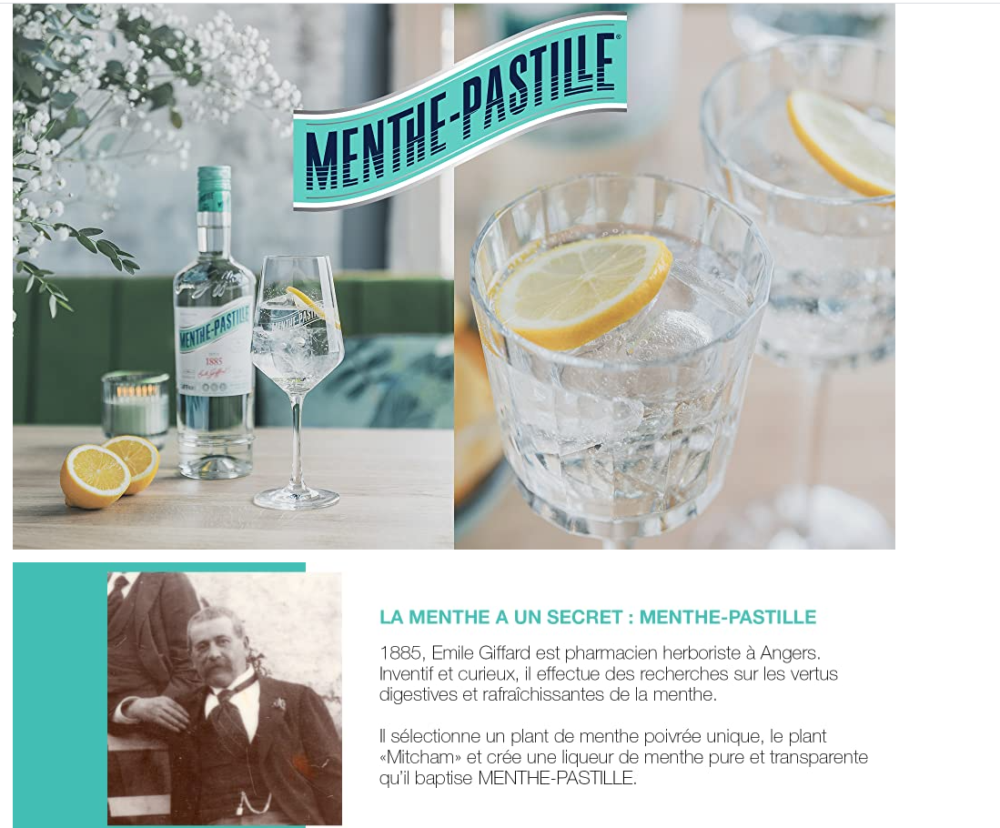 MENTHE-PASTILLE®
MENTHE-PASTILLE
1885
MENTHE-PASTILLE
LA MENTHE A UN SECRET : MENTHE-PASTILLE
1885, Emile Giffard est pharmacien herboriste à Angers.
Inventif et curieux, il effectue des recherches sur les vertus
digestives et rafraîchissantes de la menthe.
Il sélectionne un plant de menthe poivrée unique, le plant
«Mitcham» et crée une liqueur de menthe pure et transparente
qu’il baptise MENTHE-PASTILLE.